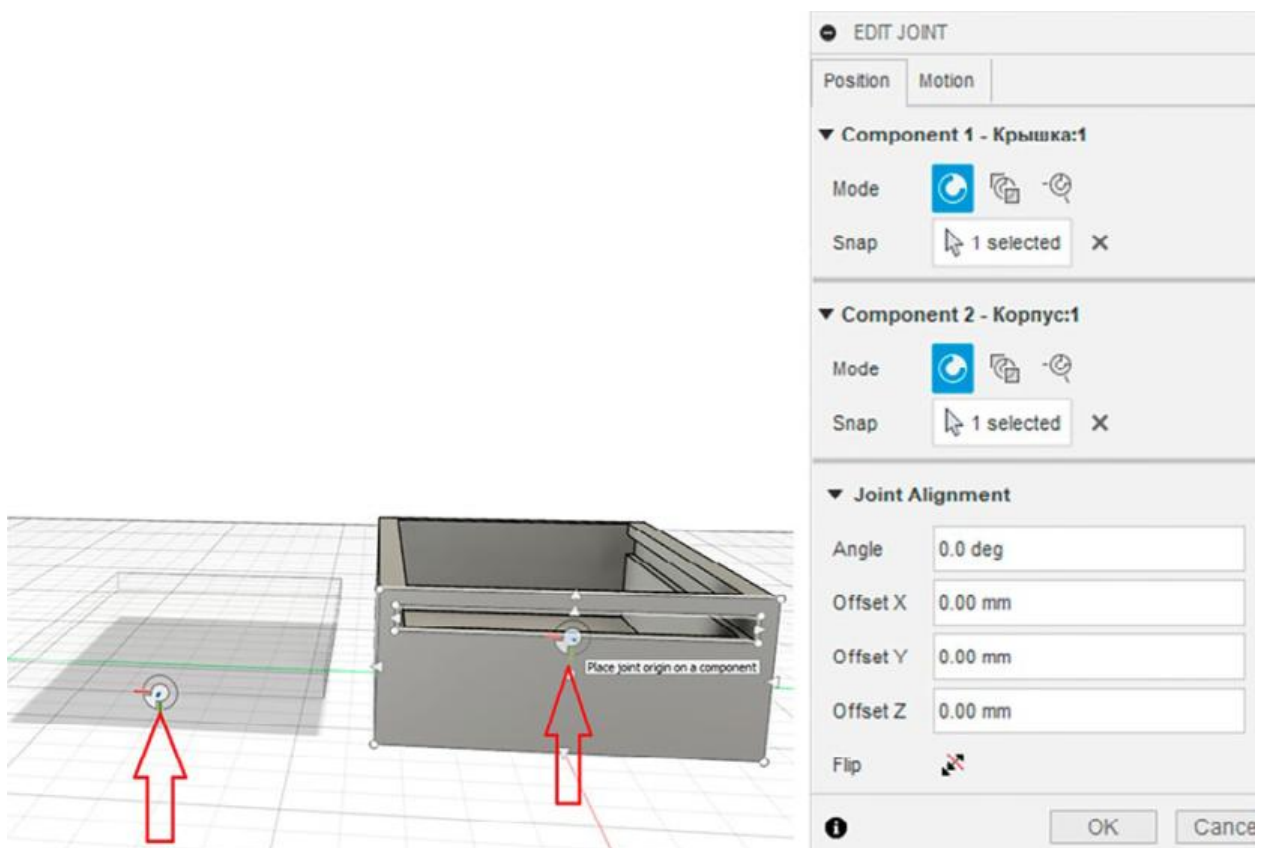 EDIT JOINT
Position Motion
Component 1 - Крышка:1
Mode
Snap 1 selected
Component 2 - Корпус:1
Mode
Snap 1 selected
Joint Alignment
Angle 0.0 deg
Offset X 0.00 mm
Offset Y 0.00 mm
Offset Z 0.00 mm
Flip
OK Cance
Place joint origin on a component